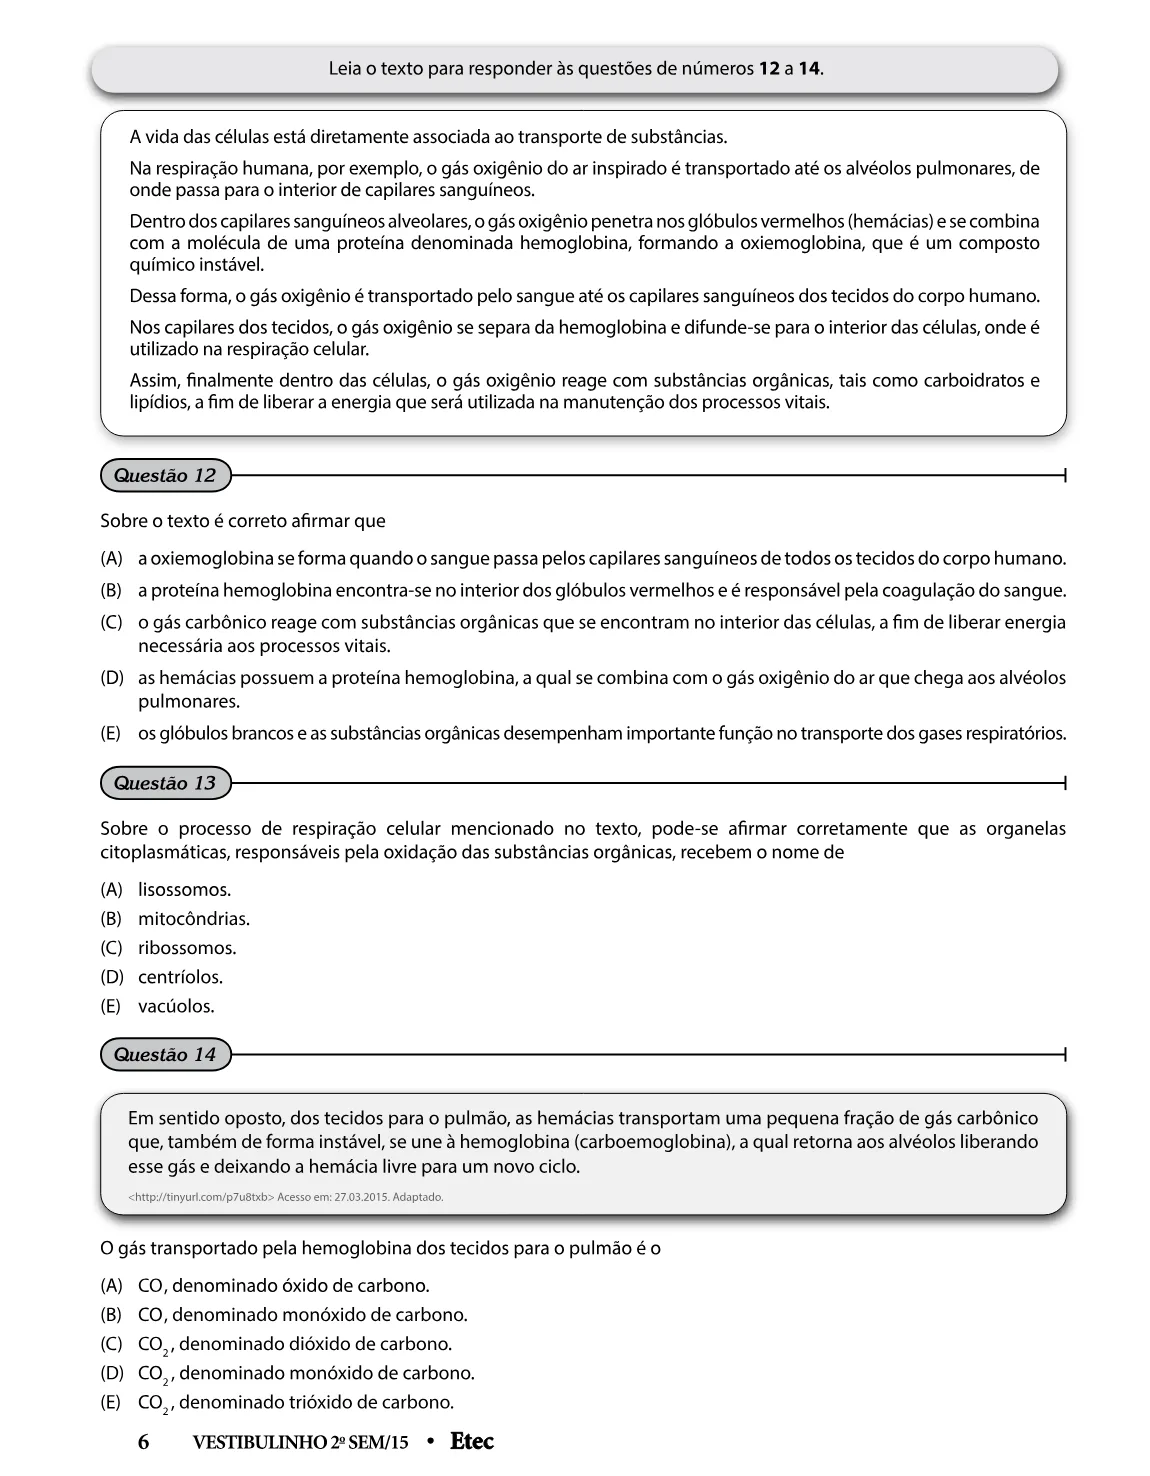 Leia o texto para responder às questões de números 12 a 14.
A vida das células está diretamente associada ao transporte de substâncias.
Na respiração humana, por exemplo, o gás oxigênio do ar inspirado é transportado até os alvéolos pulmonares, de
onde passa para o interior de capilares sanguíneos.
Dentro dos capilares sanguíneos alveolares, o gás oxigênio penetra nos glóbulos vermelhos (hemácias) e se combina
com a molécula de uma proteína denominada hemoglobina, formando a oxiemoglobina, que é um composto
químico instável.
Dessa forma, o gás oxigênio é transportado pelo sangue até os capilares sanguíneos dos tecidos do corpo humano.
Nos capilares dos tecidos, o gás oxigênio se separa da hemoglobina e difunde-se para o interior das células, onde é
utilizado na respiração celular.
Assim, finalmente dentro das células, o gás oxigênio reage com substâncias orgânicas, tais como carboidratos e
lipídios, a fim de liberar a energia que será utilizada na manutenção dos processos vitais.
Questão 12
Sobre o texto é correto afirmar que
(A) a oxiemoglobina se forma quando o sangue passa pelos capilares sanguíneos de todos os tecidos do corpo humano.
(B) a proteína hemoglobina encontra-se no interior dos glóbulos vermelhos e é responsável pela coagulação do sangue.
(C) o gás carbônico reage com substâncias orgânicas que se encontram no interior das células, a fim de liberar energia
necessária aos processos vitais.
(D) as hemácias possuem a proteína hemoglobina, a qual se combina com o gás oxigênio do ar que chega aos alvéolos
pulmonares.
(E) os glóbulos brancos e as substâncias orgânicas desempenham importante função no transporte dos gases respiratórios.
Questão 13
Sobre o processo de respiração celular mencionado no texto, pode-se afirmar corretamente que as organelas
citoplasmáticas, responsáveis pela oxidação das substâncias orgânicas, recebem o nome de
(A) lisossomos.
(B) mitocôndrias.
(C) ribossomos.
(D) centríolos.
(E) vacúolos.
Questão 14
Em sentido oposto, dos tecidos para o pulmão, as hemácias transportam uma pequena fração de gás carbônico
que, também de forma instável, se une à hemoglobina (carboemoglobina), a qual retorna aos alvéolos liberando
esse gás e deixando a hemácia livre para um novo ciclo.
<http://tinyurl.com/p7u8txb> Acesso em: 27.03.2015. Adaptado.
O gás transportado pela hemoglobina dos tecidos para o pulmão é o
(A) CO, denominado óxido de carbono.
(B) CO, denominado monóxido de carbono.
(C) CO2, denominado dióxido de carbono.
(D) CO2, denominado monóxido de carbono.
(E) CO2, denominado trióxido de carbono.
6 VESTIBULINHO 2º SEM/15 • Etec